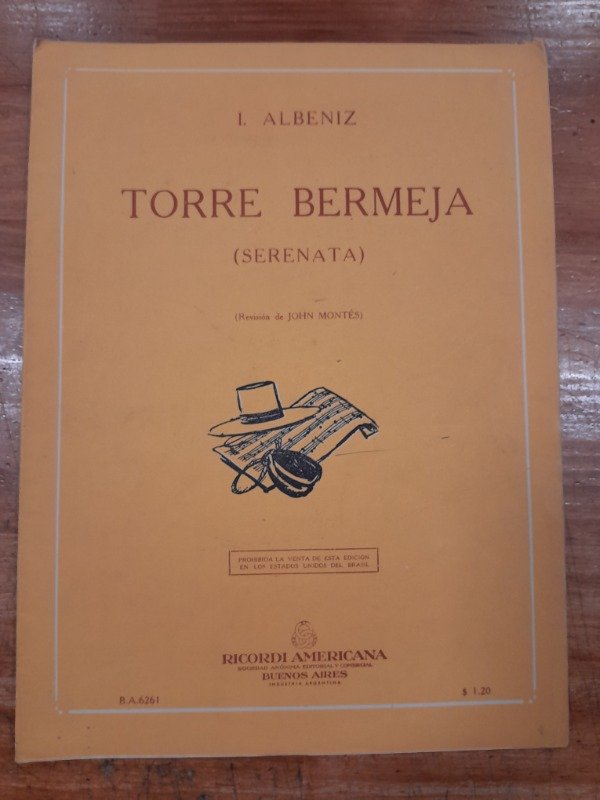 I. ALBENIZ
TORRE BERMEJA
(SERENATA)
(Revisión de JOHN MONTÉS)
PROHIBIDA LA VENTA DE ESTA EDICION
EN LOS ESTADOS UNIDOS DEL BRASIL
RICORDI AMERICANA
SOCIEDAD ANÓNIMA EDITORIAL Y COMERCIAL
BUENOS AIRES
INDUSTRIA ARGENTINA
B.A.6261
$ 1.20